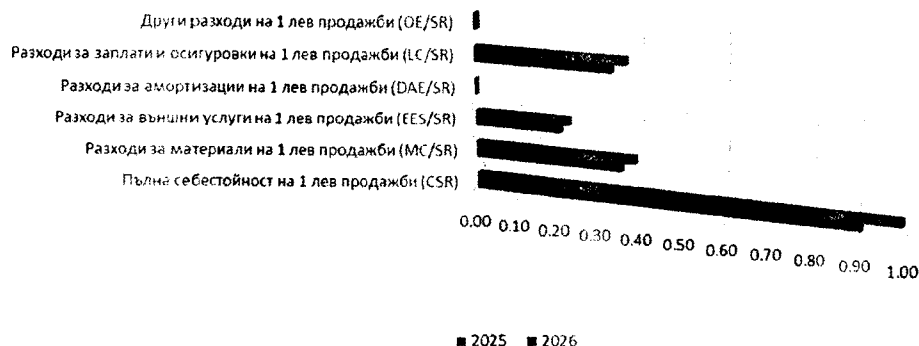 Други разходи на 1 лев продажби (OE/SR)
Разходи за заплати и осигуровки на 1 лев продажби (LC/SR)
Разходи за амортизации на 1 лев продажби (DAE/SR)
Разходи за външни услуги на 1 лев продажби (EES/SR)
Разходи за материали на 1 лев продажби (MC/SR)
Пълна себестойност на 1 лев продажби (CSR)
0.00 0.10 0.20 0.30 0.40 0.50 0.60 0.70 0.80 0.90 1.00
2025 2026